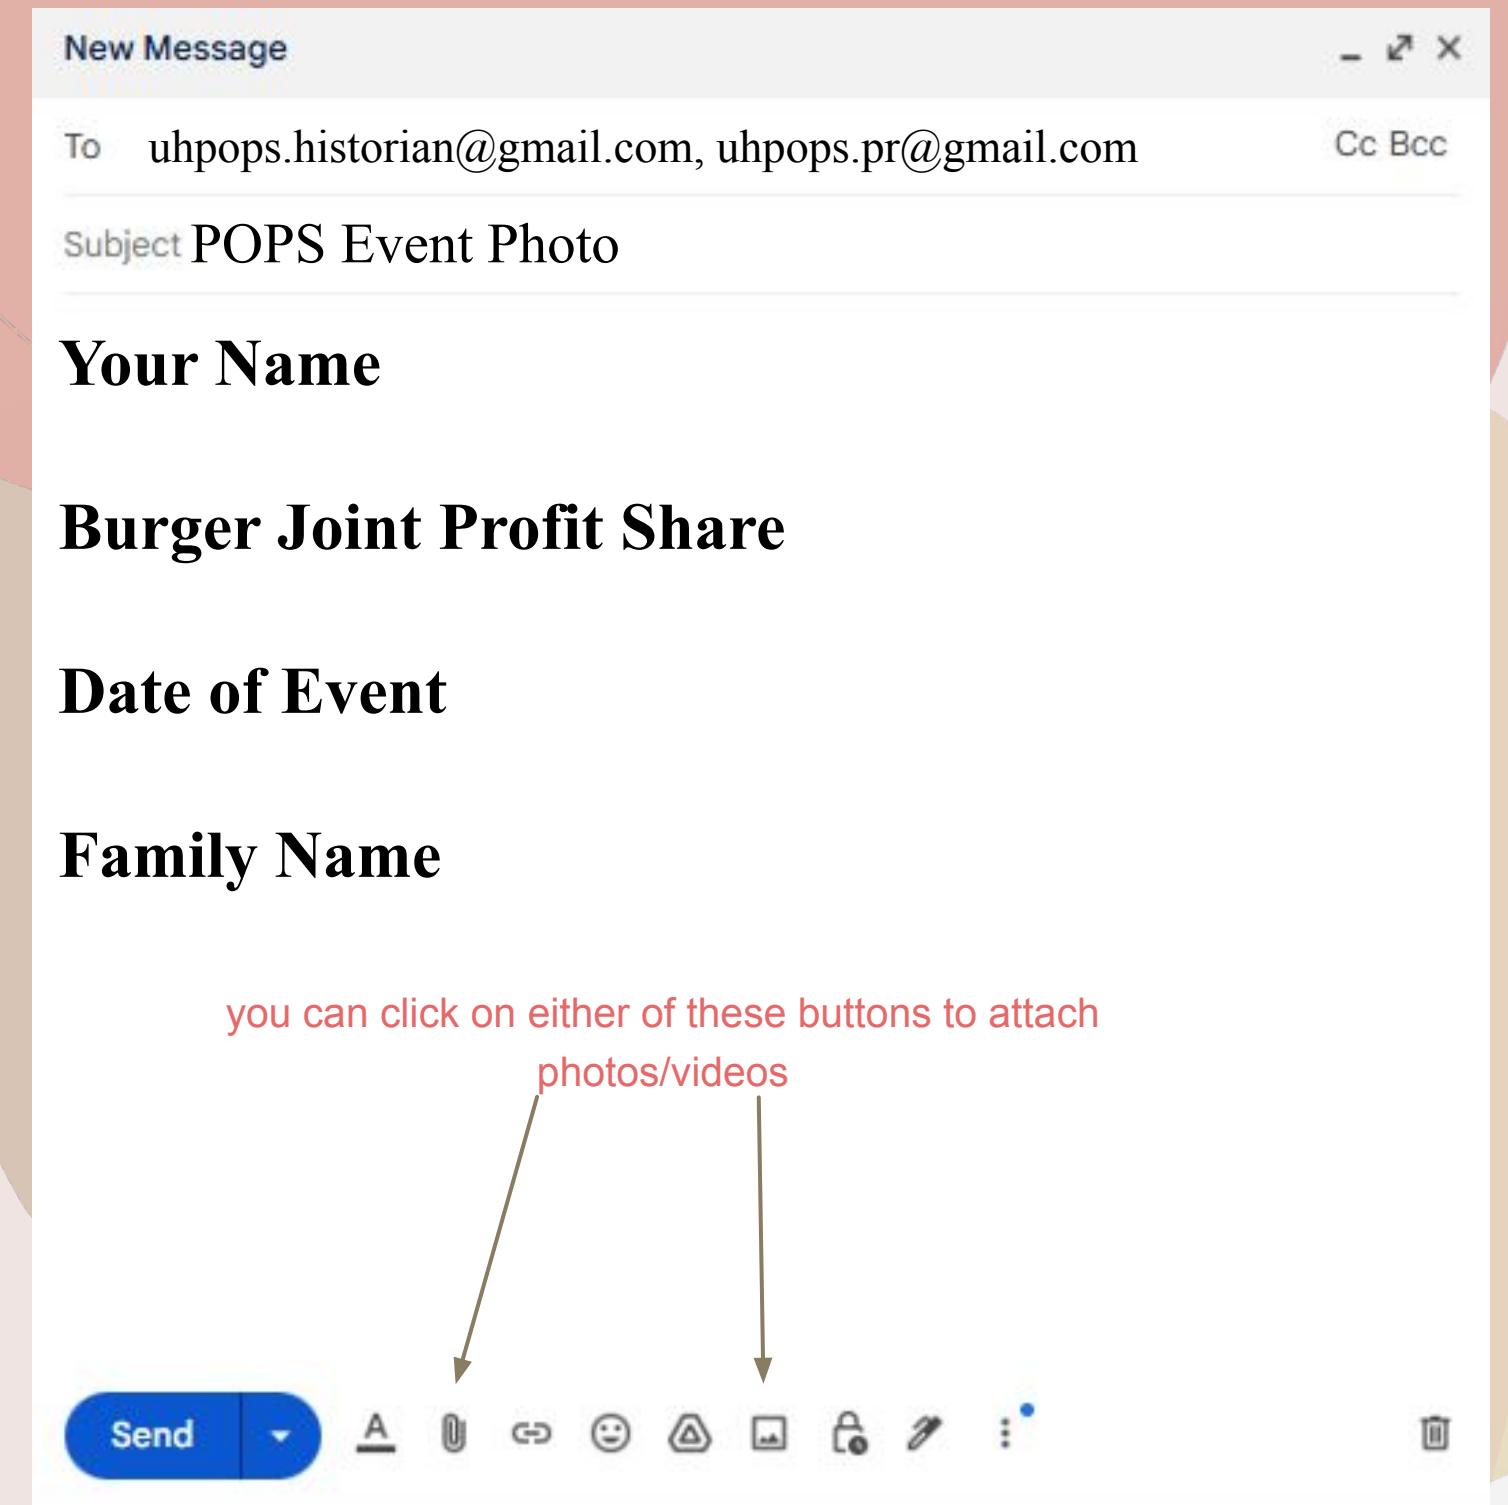 New Message
To uhpops.historian@gmail.com, uhpops.pr@gmail.com Cc Bcc
Subject POPS Event Photo
Your Name
Burger Joint Profit Share
Date of Event
Family Name
you can click on either of these buttons to attach
photos/videos
Send A